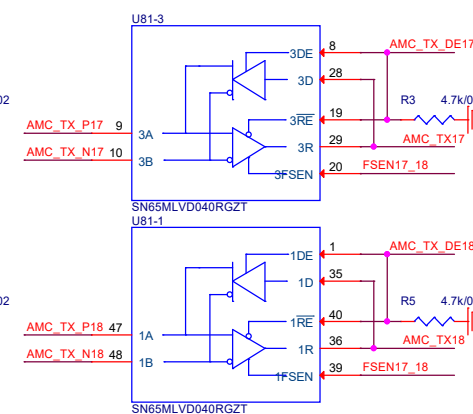 U81-3
3DE 8 AMC_TX_DE17
3D 28
02
3RE 19 R3 4.7k/0
AMC_TX_P17 9 3A 3R 29 AMC_TX17
AMC_TX_N17 10 3B 3FSEN 20 FSEN17_18
SN65MLVD040RGZT
U81-1
1DE 1 AMC_TX_DE18
1D 35
02
1RE 40 R5 4.7k/0
AMC_TX_P18 47 1A 1R 36 AMC_TX18
AMC_TX_N18 48 1B 1FSEN 39 FSEN17_18
SN65MLVD040RGZT